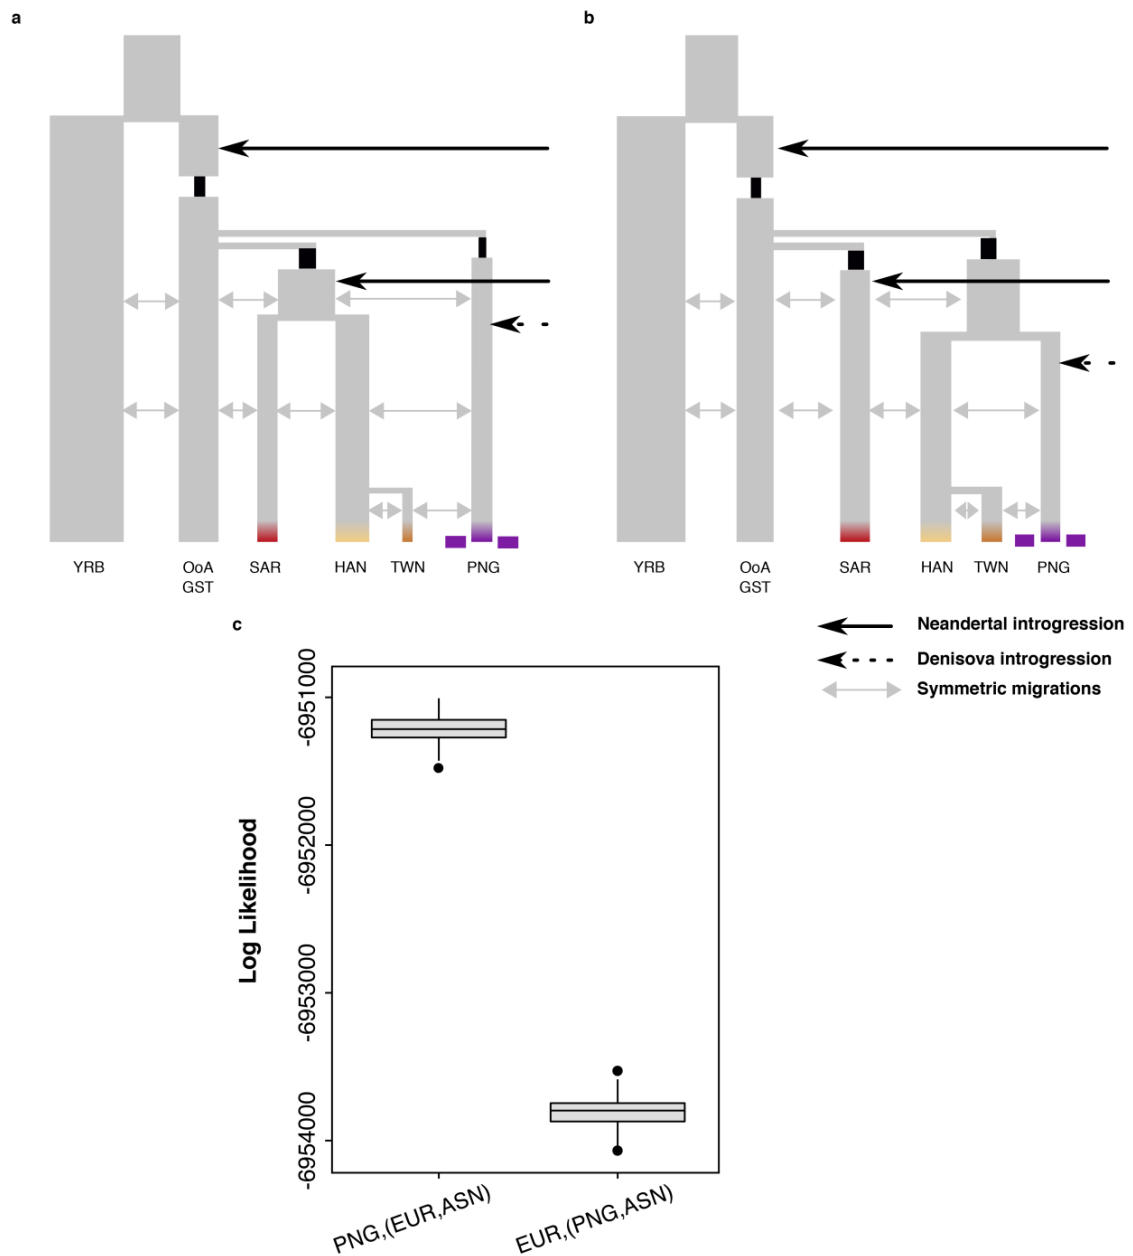 a
b
YRB
OoA
GST
SAR
HAN
TWN
PNG
YRB
OoA
GST
SAR
HAN
TWN
PNG
Neandertal introgression
Denisova introgression
Symmetric migrations
c
Log Likelihood
-6951000
-6952000
-6953000
-6954000
PNG,(EUR,ASN)
EUR,(PNG,ASN)